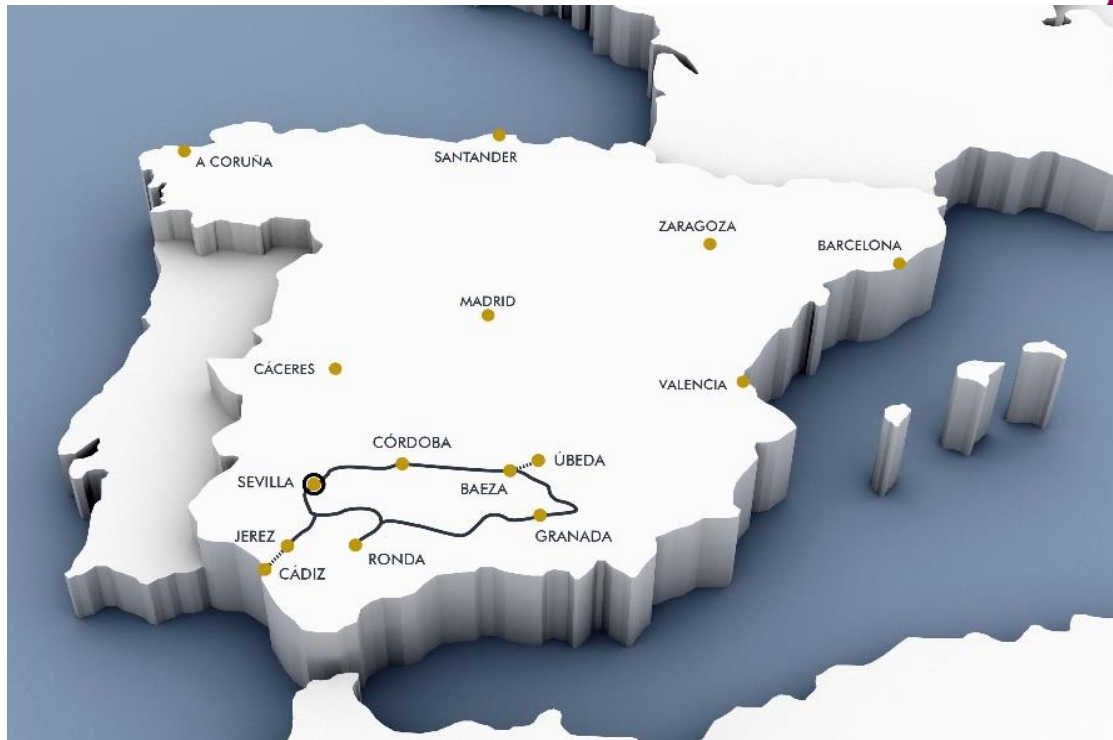 A CORUÑA
SANTANDER
ZARAGOZA
BARCELONA
MADRID
CÁCERES
VALENCIA
CÓRDOBA
ÚBEDA
SEVILLA
BAEZA
JEREZ
GRANADA
RONDA
CÁDIZ